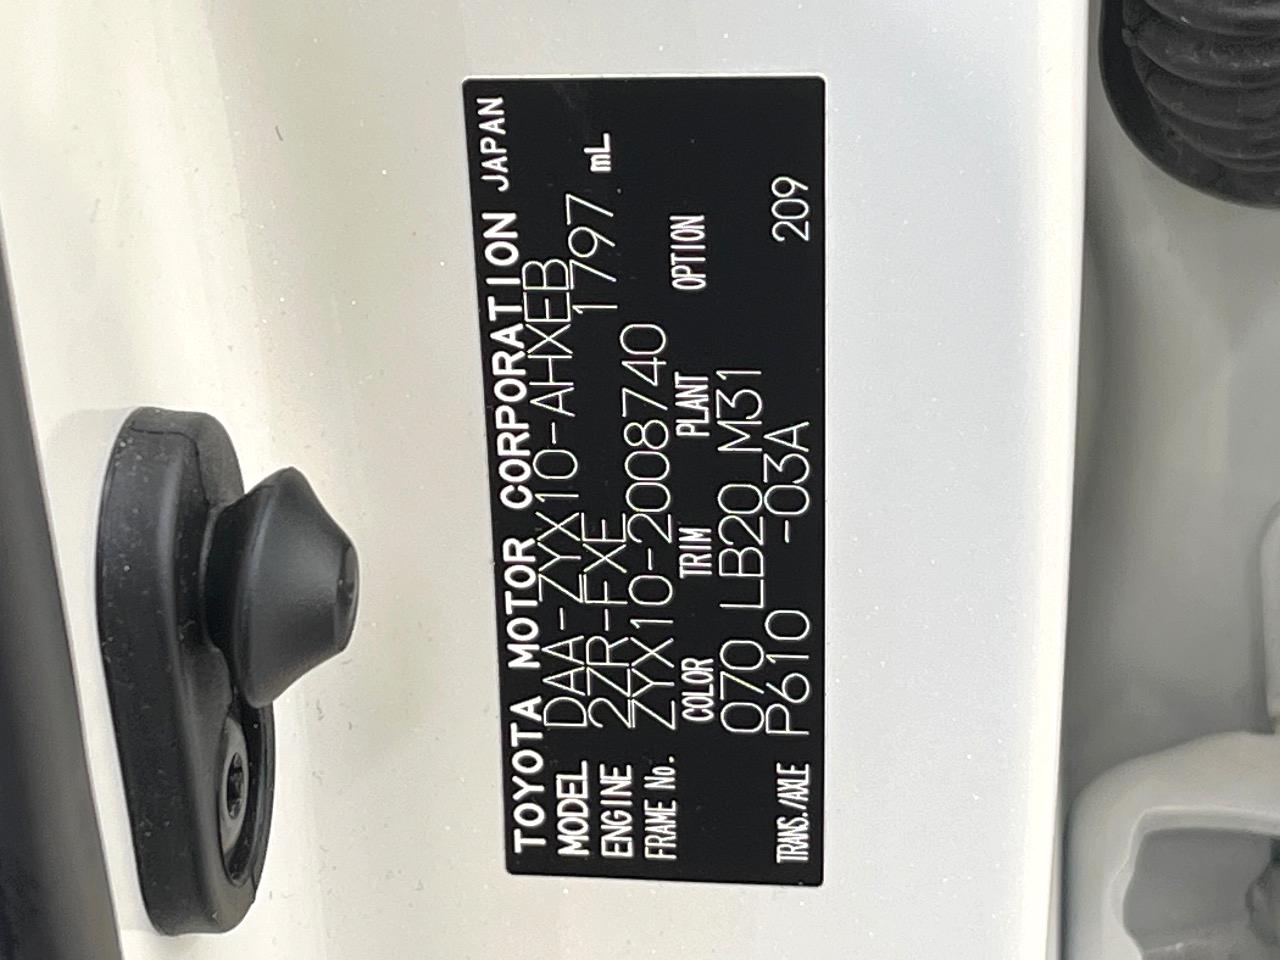 TOYOTA MOTOR CORPORATION JAPAN
MODEL DAA-ZYX10-AHXEB
ENGINE 2ZR-FXE 1797 mL
FRAME No. ZYX10-2008740
COLOR TRIM PLANT OPTION
070 LB20 M31
TRANS./AXLE P610 -03A 209